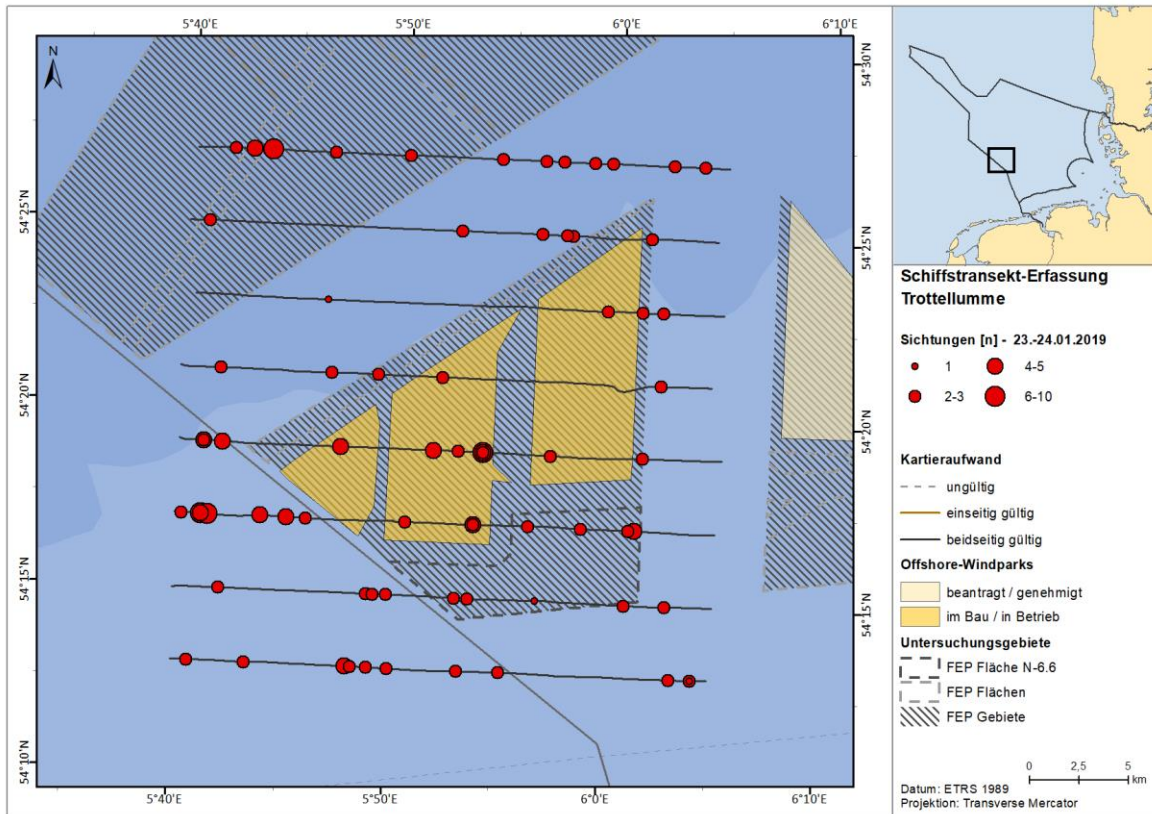 5°40'E 5°50'E 6°0'E 6°10'E
N
54°30'N
54°25'N
54°25'N
54°20'N
54°20'N
54°15'N
54°15'N
54°10'N
5°40'E 5°50'E 6°0'E 6°10'E
Schiffstransekt-Erfassung
Trottellumme
Sichtungen [n] - 23.-24.01.2019
1 4-5
2-3 6-10
Kartieraufwand
ungültig
einseitig gültig
beidseitig gültig
Offshore-Windparks
beantragt / genehmigt
im Bau / in Betrieb
Untersuchungsgebiete
FEP Fläche N-6.6
FEP Flächen
FEP Gebiete
0 2,5 5
km
Datum: ETRS 1989
Projektion: Transverse Mercator